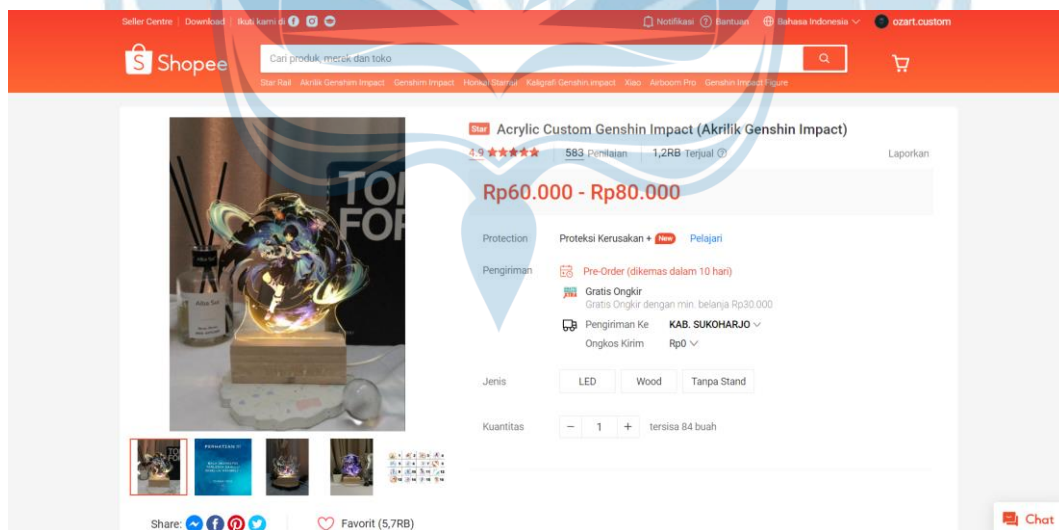 Seller Centre | Download | Ikuti kami di
Notifikasi Bantuan Bahasa Indonesia ozart.custom
Shopee
Cari produk, merek dan toko
Star Rail Akrilik Genshim Impact Genshim Impact Honkai Starrail Kaligrafi Genshin impact Xiao Airboom Pro Genshin Impact Figure
Star Acrylic Custom Genshin Impact (Akrilik Genshin Impact)
4.9 583 Penilaian 1,2RB Terjual Laporkan
Rp60.000 - Rp80.000
Protection Proteksi Kerusakan + New Pelajari
Pengiriman Pre-Order (dikemas dalam 10 hari)
Gratis Ongkir
Gratis Ongkir dengan min. belanja Rp30.000
Pengiriman Ke KAB. SUKOHARJO
Ongkos Kirim Rp0
Jenis LED Wood Tanpa Stand
Kuantitas − 1 + tersisa 84 buah
TOM
FOR
Share: Favorit (5,7RB)
Chat